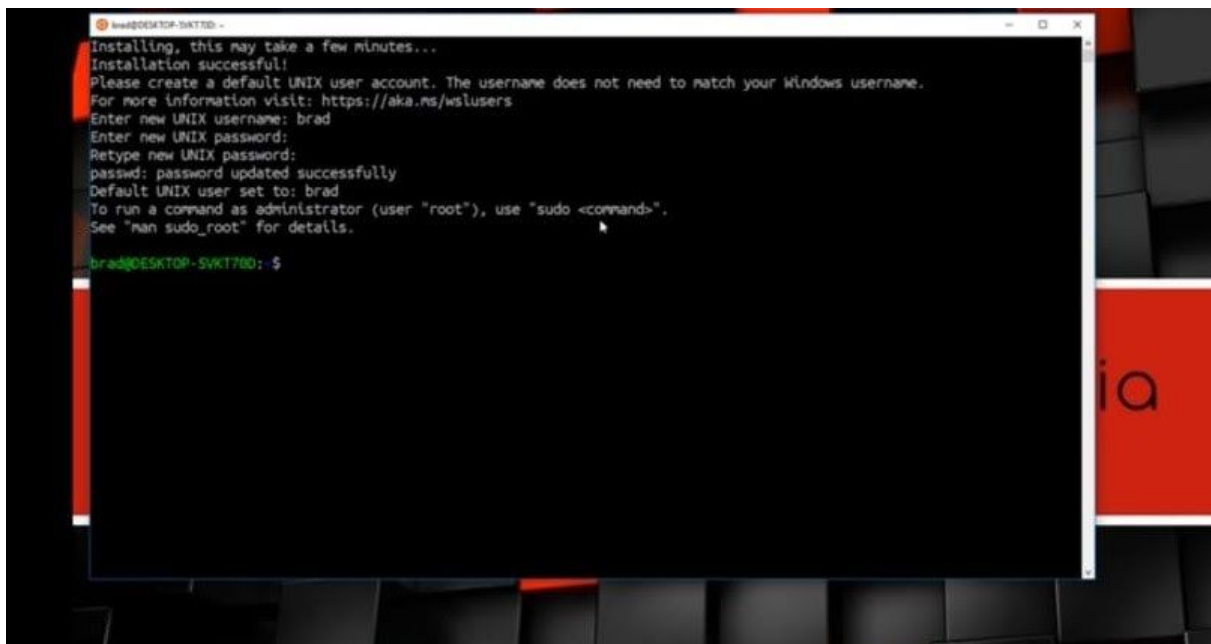 brad@DESKTOP-SVKT70D: ~
Installing, this may take a few minutes...
Installation successful!
Please create a default UNIX user account. The username does not need to match your Windows username.
For more information visit: https://aka.ms/wslusers
Enter new UNIX username: brad
Enter new UNIX password:
Retype new UNIX password:
passwd: password updated successfully
Default UNIX user set to: brad
To run a command as administrator (user "root"), use "sudo <command>".
See "man sudo_root" for details.
brad@DESKTOP-SVKT70D:~$
ia